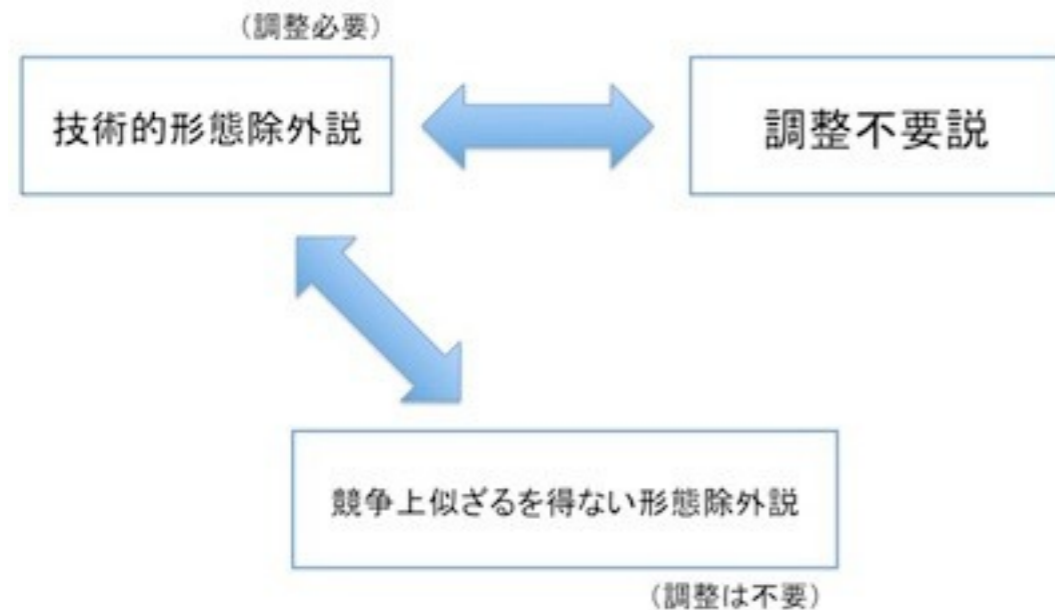 （調整必要）
技術的形態除外説
調整不要説
競争上似ざるを得ない形態除外説
（調整は不要）